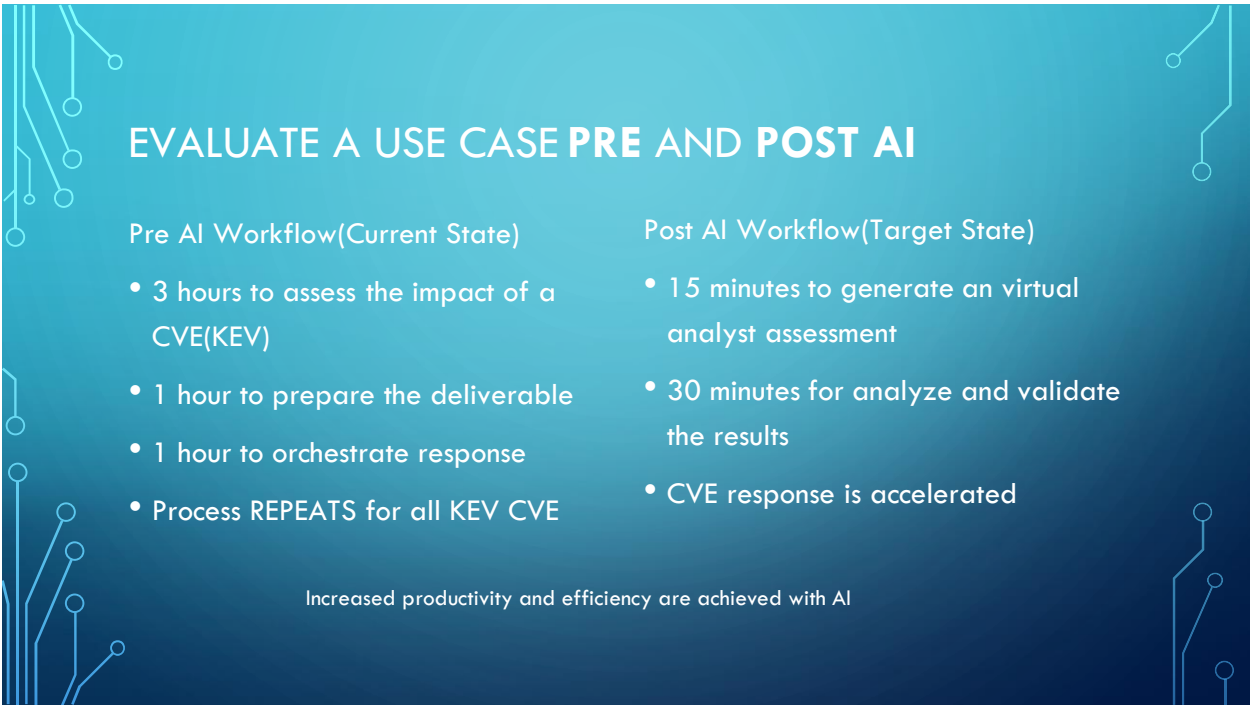 EVALUATE A USE CASE PRE AND POST AI
Pre AI Workflow(Current State)
• 3 hours to assess the impact of a
CVE(KEV)
• 1 hour to prepare the deliverable
• 1 hour to orchestrate response
• Process REPEATS for all KEV CVE
Post AI Workflow(Target State)
• 15 minutes to generate an virtual
analyst assessment
• 30 minutes for analyze and validate
the results
• CVE response is accelerated
Increased productivity and efficiency are achieved with AI